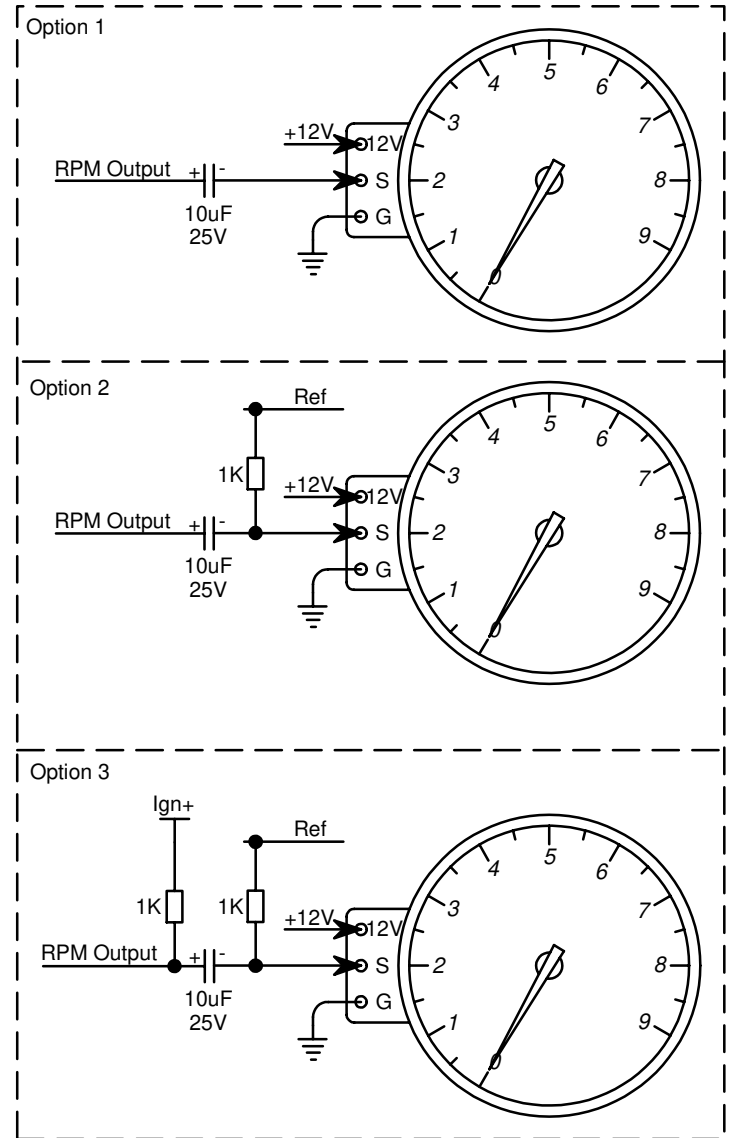 Option 1
4
5
6
3
7
+12V
12V
RPM Output
+
-
S
2
8
10uF
25V
G
1
9
0
Option 2
Ref
4
5
6
1K
3
7
+12V
12V
RPM Output
+
-
S
2
8
10uF
25V
G
1
9
0
Option 3
Ign+
Ref
4
5
6
1K
1K
3
7
+12V
12V
RPM Output
+
-
S
2
8
10uF
25V
G
1
9
0